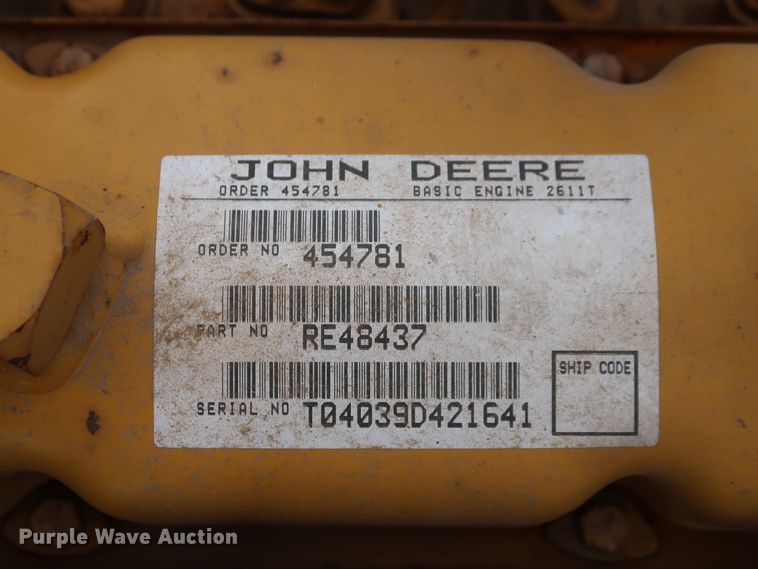 JOHN DEERE
ORDER 454781 BASIC ENGINE 2611T
ORDER NO 454781
PART NO RE48437
SERIAL NO T04039D421641
SHIP CODE
Purple Wave Auction